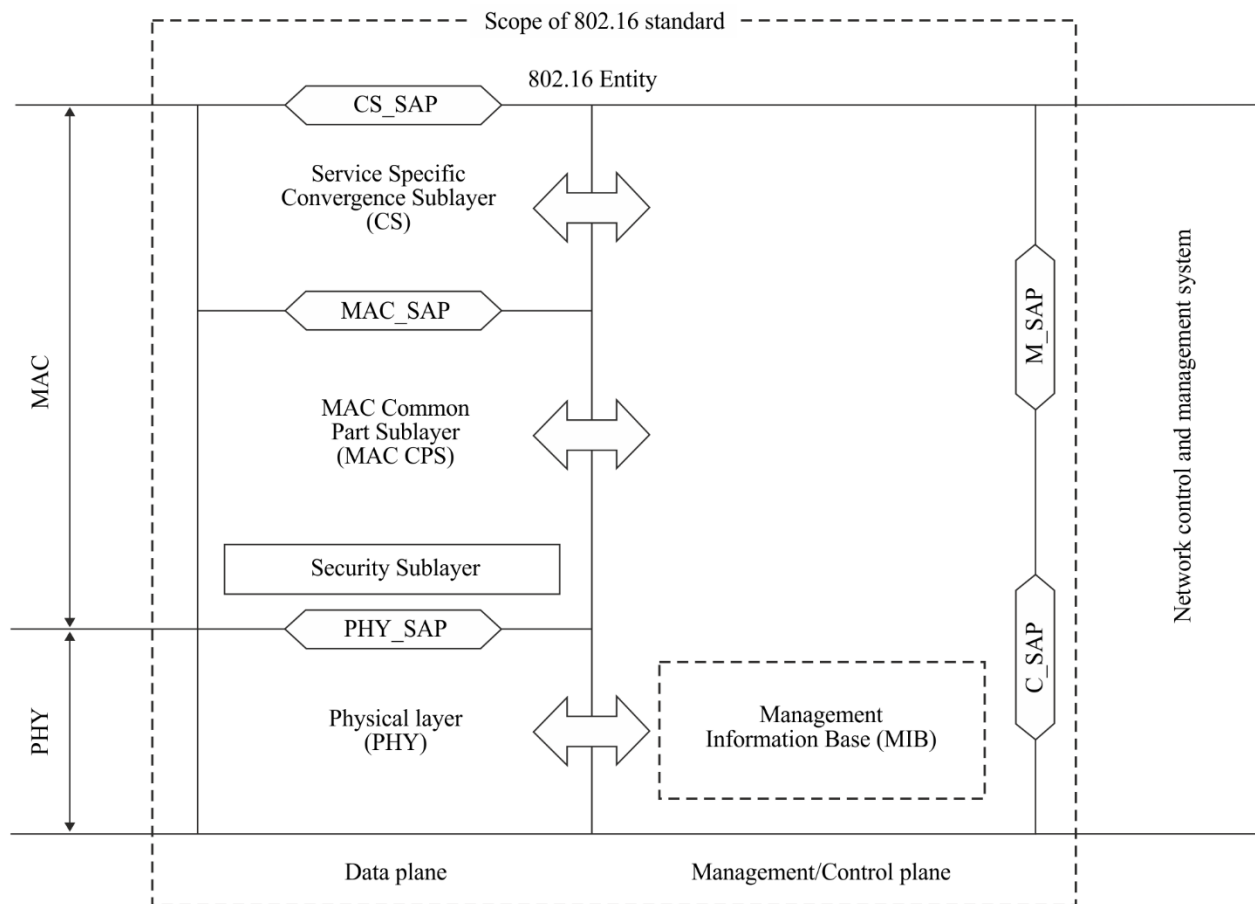 Scope of 802.16 standard
802.16 Entity
CS_SAP
Service Specific
Convergence Sublayer
(CS)
MAC_SAP
M_SAP
MAC
MAC Common
Part Sublayer
(MAC CPS)
Network control and management system
Security Sublayer
PHY_SAP
C_SAP
PHY
Physical layer
(PHY)
Management
Information Base (MIB)
Data plane
Management/Control plane